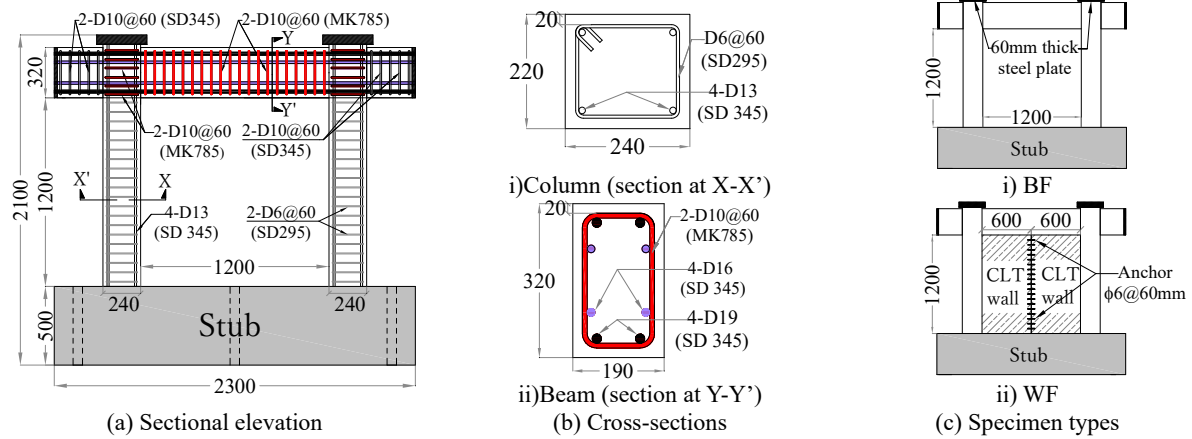 2-D10@60 (SD345)
2-D10@60 (MK785)
Y
Y'
320
2-D10@60
(MK785)
2-D10@60
(SD345)
X'
X
2100
1200
4-D13
(SD 345)
2-D6@60
(SD295)
1200
240
240
500
Stub
2300
(a) Sectional elevation
20
220
D6@60
(SD295)
4-D13
(SD 345)
240
i)Column (section at X-X’)
20
320
2-D10@60
(MK785)
4-D16
(SD 345)
4-D19
(SD 345)
190
ii)Beam (section at Y-Y’)
(b) Cross-sections
60mm thick
steel plate
1200
1200
Stub
i) BF
600
600
1200
CLT
wall
CLT
wall
Anchor
ϕ6@60mm
Stub
ii) WF
(c) Specimen types